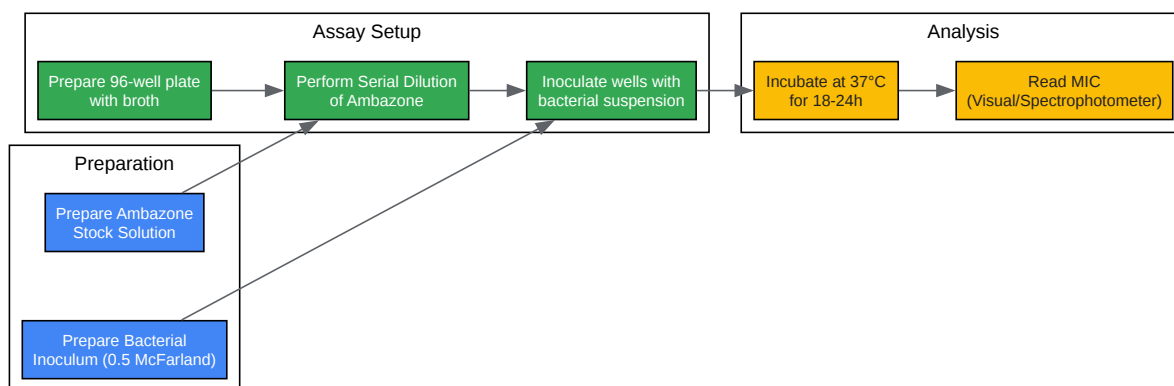 Assay Setup
Prepare 96-well plate
with broth
Perform Serial Dilution
of Ambazone
Inoculate wells with
bacterial suspension
Analysis
Incubate at 37°C
for 18-24h
Read MIC
(Visual/Spectrophotometer)
Preparation
Prepare Ambazone
Stock Solution
Prepare Bacterial
Inoculum (0.5 McFarland)